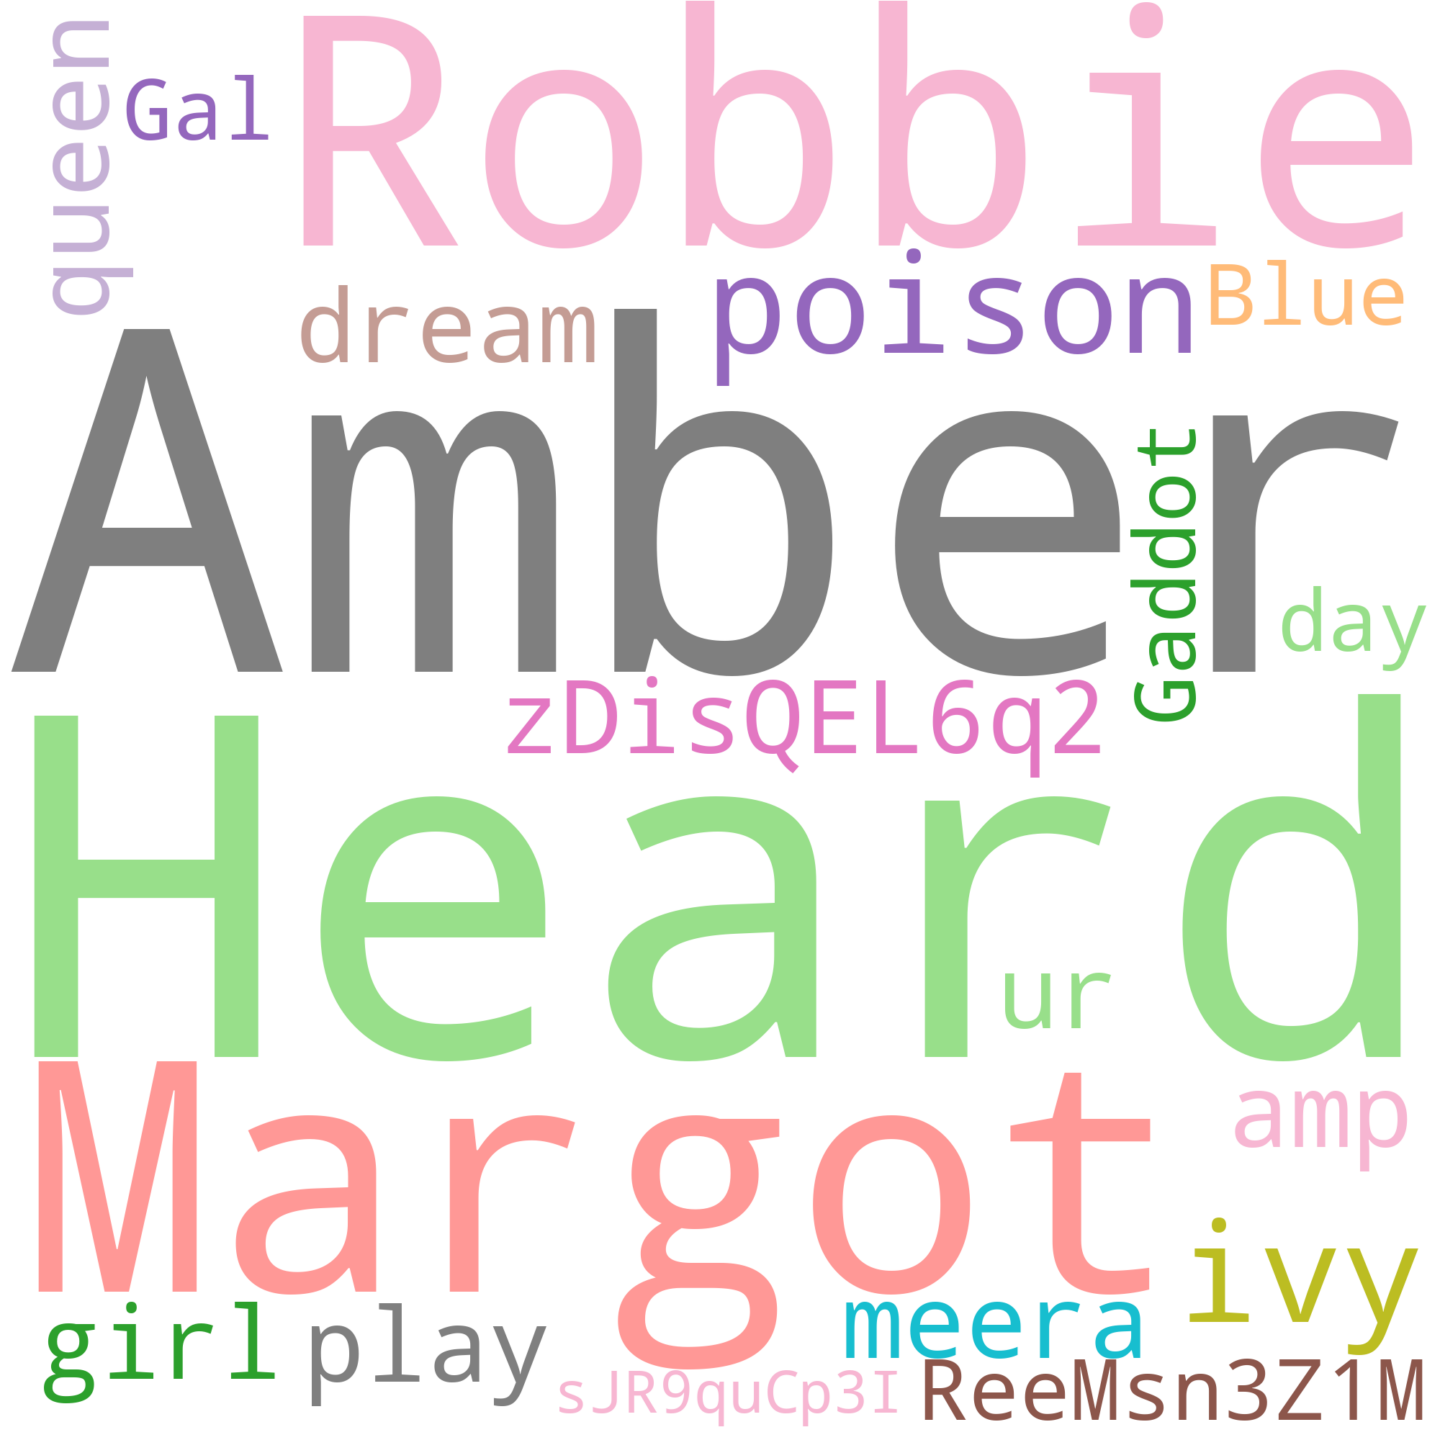 queen
Gal
Robbie
dream
poison
Blue
Amber
Gaddot
day
zDisQEL6q2
Heard
ur
Margot
amp
ivy
girl
play
meera
sJR9quCp3I
ReeMsn3Z1M